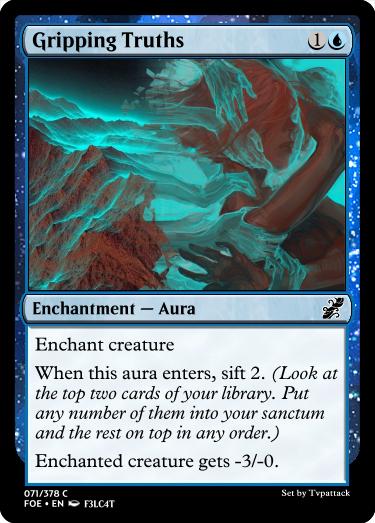 Gripping Truths 1
Enchantment — Aura
Enchant creature
When this aura enters, sift 2. (Look at
the top two cards of your library. Put
any number of them into your sanctum
and the rest on top in any order.)
Enchanted creature gets -3/-0.
071/378 C
FOE • EN F3LC4T
Set by Tvpattack